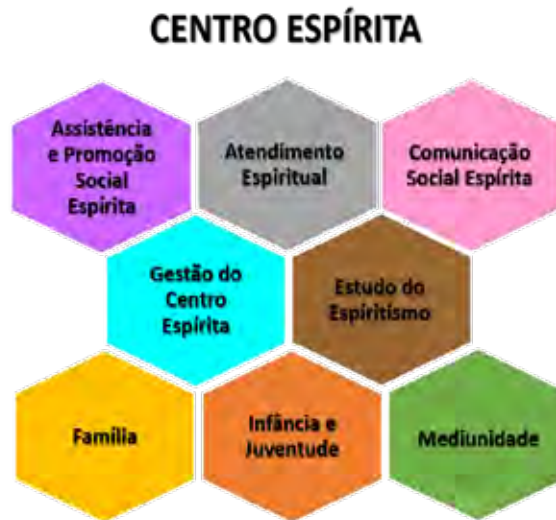 CENTRO ESPÍRITA
Assistência
e Promoção
Social
Espírita
Atendimento
Espiritual
Comunicação
Social Espírita
Gestão do
Centro
Espírita
Estudo do
Espiritismo
Família
Infância e
Juventude
Mediunidade